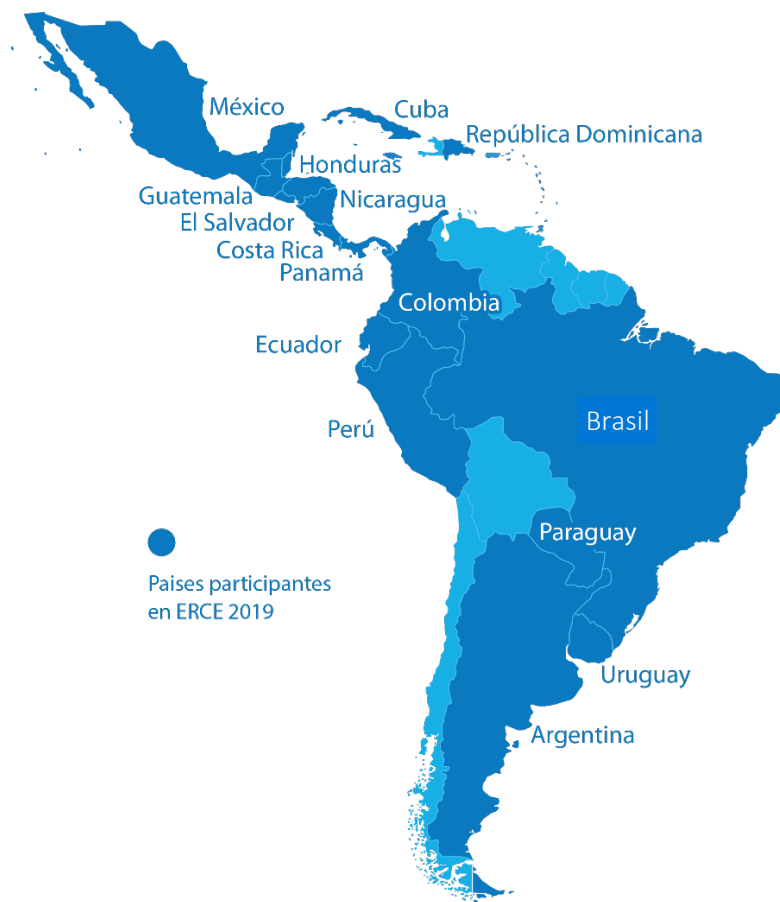 México
Cuba
República Dominicana
Honduras
Guatemala
Nicaragua
El Salvador
Costa Rica
Panamá
Colombia
Ecuador
Brasil
Perú
Paraguay
Paises participantes
en ERCE 2019
Uruguay
Argentina